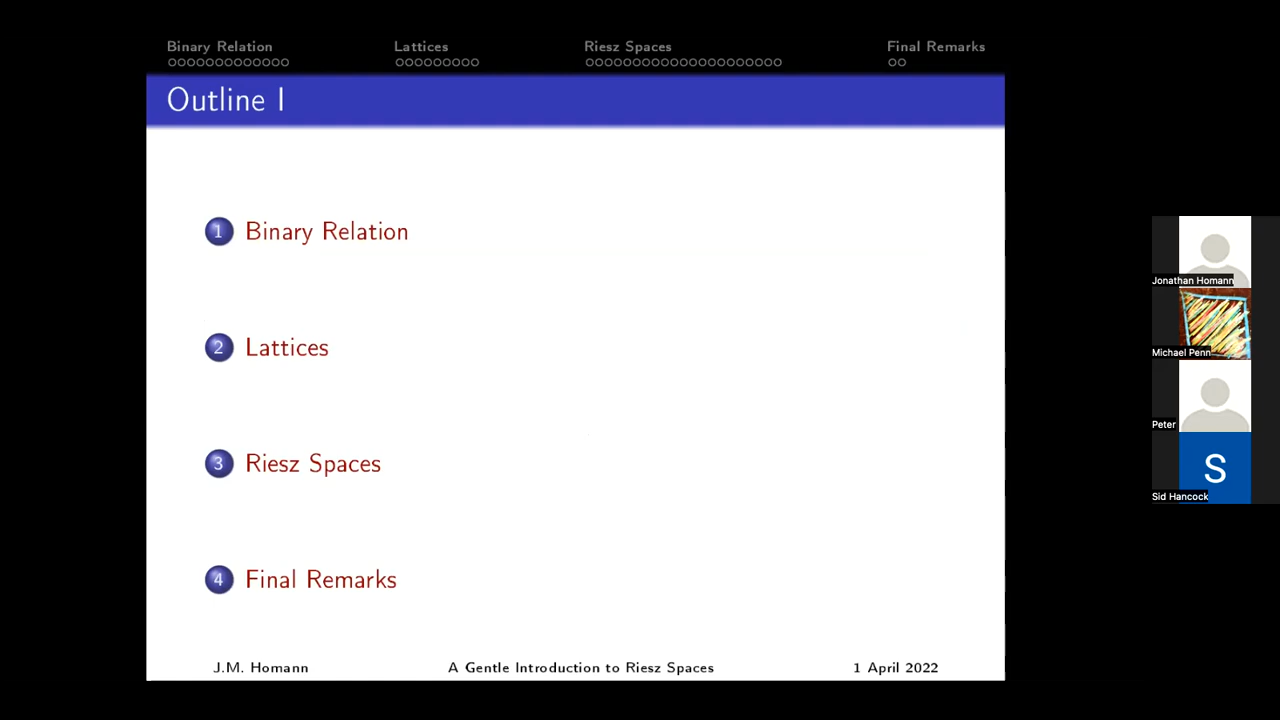 Binary Relation Lattices Riesz Spaces Final Remarks
Outline I
1 Binary Relation
2 Lattices
3 Riesz Spaces
4 Final Remarks
J.M. Homann A Gentle Introduction to Riesz Spaces 1 April 2022
Jonathan Homann
Michael Penn
Peter
S
Sid Hancock